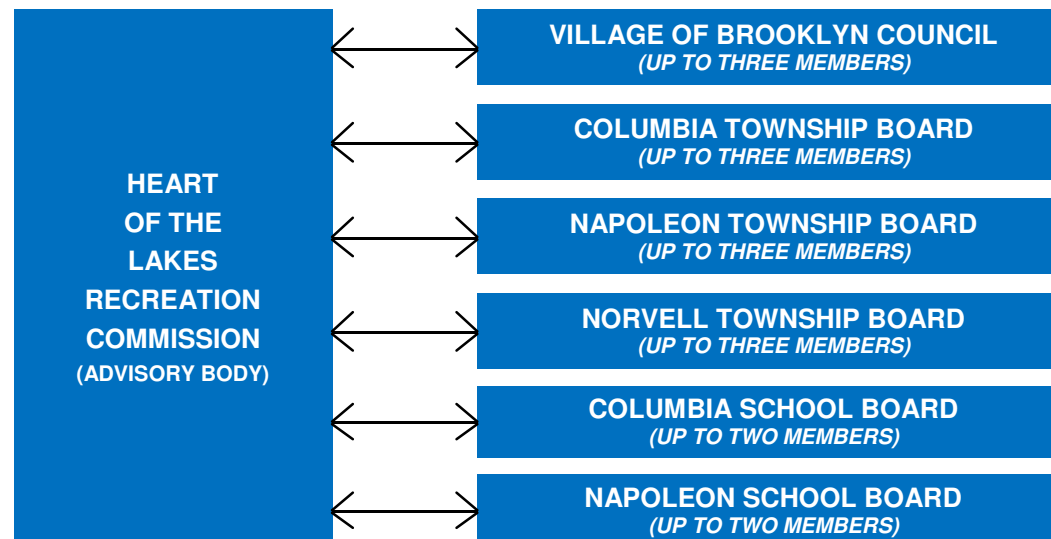 HEART
OF THE
LAKES
RECREATION
COMMISSION
(ADVISORY BODY)
VILLAGE OF BROOKLYN COUNCIL
(UP TO THREE MEMBERS)
COLUMBIA TOWNSHIP BOARD
(UP TO THREE MEMBERS)
NAPOLEON TOWNSHIP BOARD
(UP TO THREE MEMBERS)
NORVELL TOWNSHIP BOARD
(UP TO THREE MEMBERS)
COLUMBIA SCHOOL BOARD
(UP TO TWO MEMBERS)
NAPOLEON SCHOOL BOARD
(UP TO TWO MEMBERS)